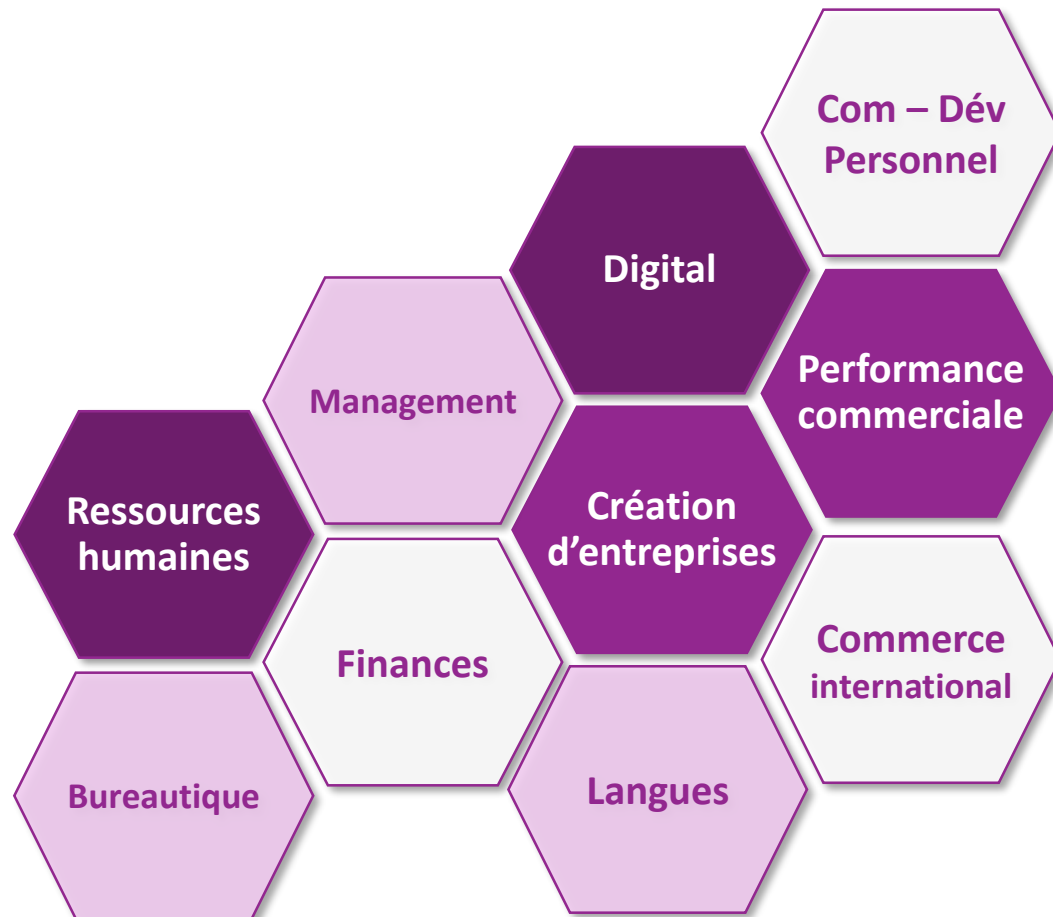 Com – Dév
Personnel
Digital
Management
Performance
commerciale
Ressources
humaines
Création
d’entreprises
Finances
Commerce
international
Bureautique
Langues